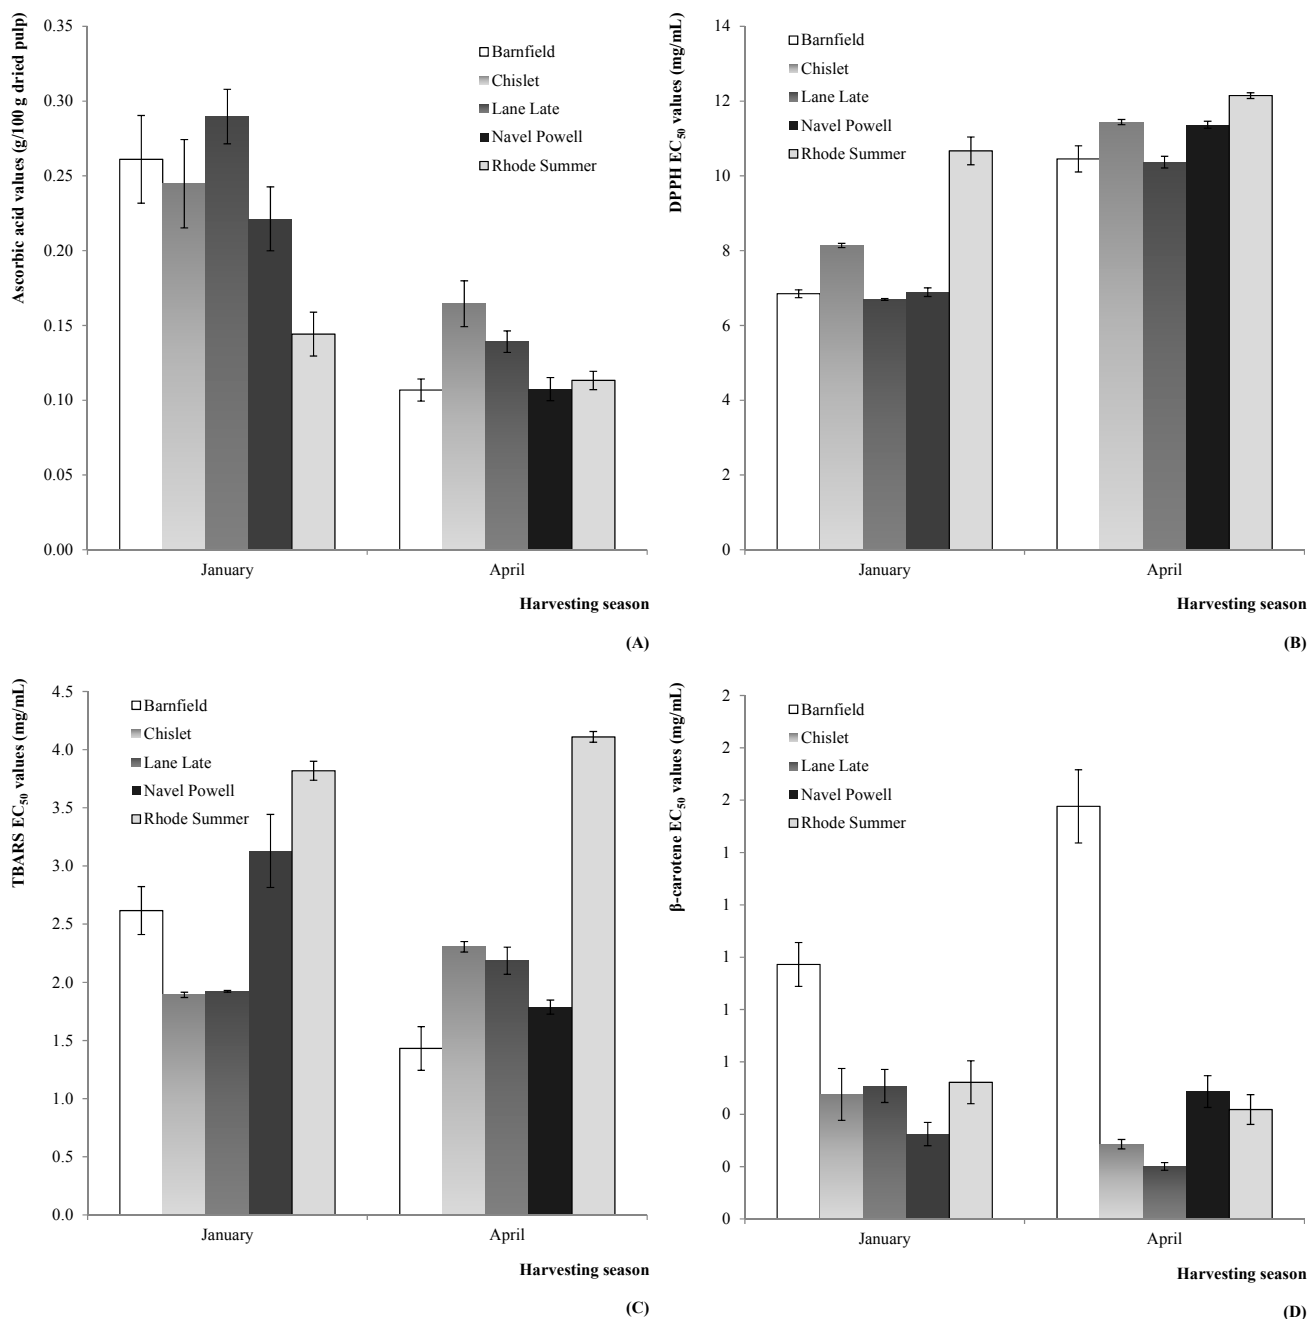 Ascorbic acid values (g/100 g dried pulp)
0.35
0.30
0.25
0.20
0.15
0.10
0.05
0.00
Barnfield
Chislet
Lane Late
Navel Powell
Rhode Summer
January
April
Harvesting season
(A)
DPPH EC50 values (mg/mL)
14
12
10
8
6
4
2
0
Barnfield
Chislet
Lane Late
Navel Powell
Rhode Summer
January
April
Harvesting season
(B)
TBARS EC50 values (mg/mL)
4.5
4.0
3.5
3.0
2.5
2.0
1.5
1.0
0.5
0.0
Barnfield
Chislet
Lane Late
Navel Powell
Rhode Summer
January
April
Harvesting season
(C)
β-carotene EC50 values (mg/mL)
2
2
2
1
1
1
1
1
0
0
0
Barnfield
Chislet
Lane Late
Navel Powell
Rhode Summer
January
April
Harvesting season
(D)